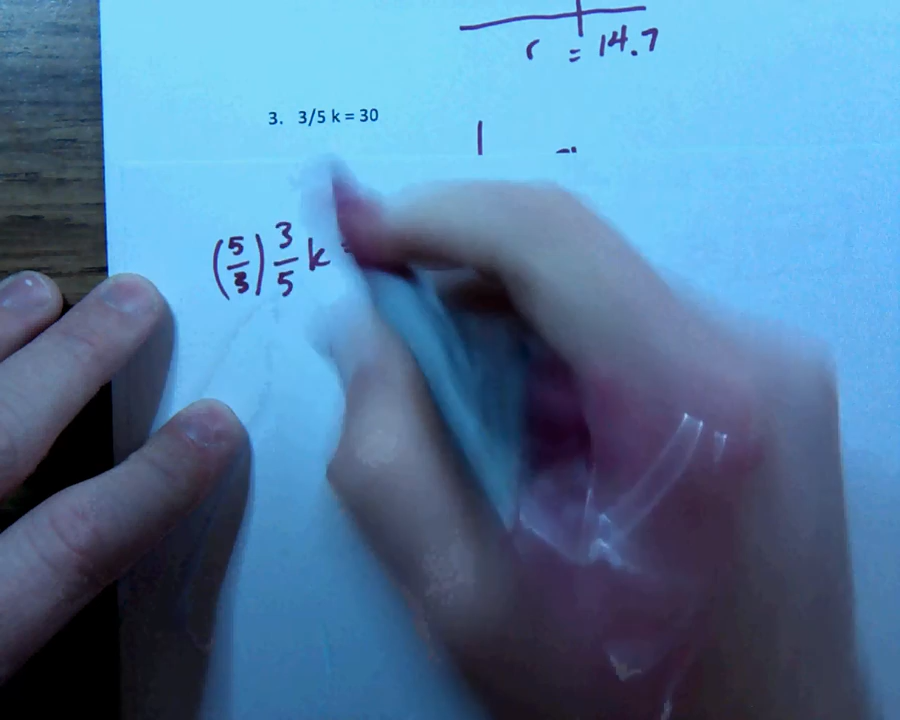 r = 14.7
3. 3/5 k = 30
(5/3) 3/5 k